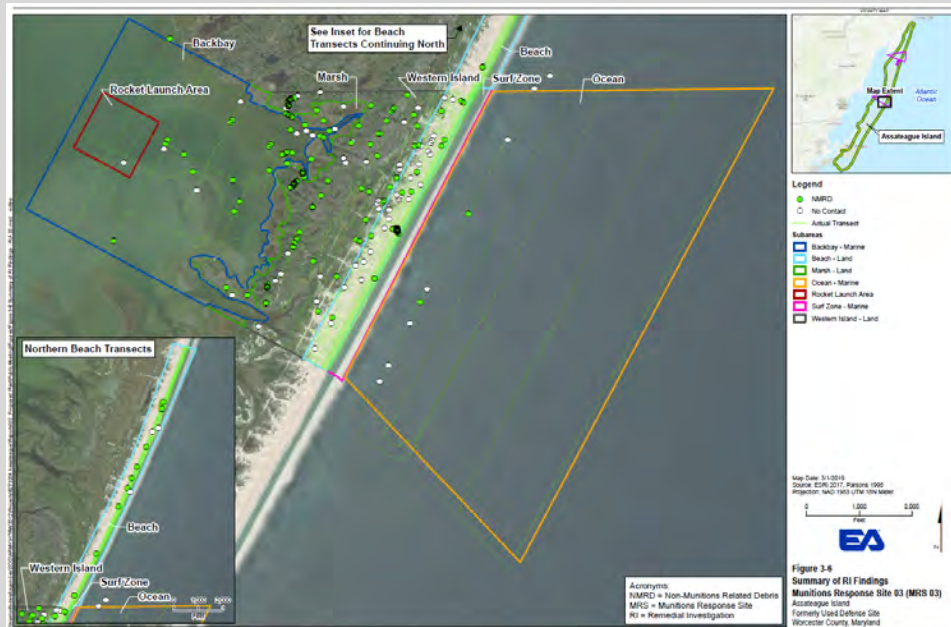 See Inset for Beach
Transects Continuing North
Backbay
Beach
Rocket Launch Area
Marsh
Western Island
Surf Zone
Ocean
Map Extent
Atlantic
Ocean
Assateague Island
Legend
NMRD
No Contact
Actual Transect
Subareas
Backbay - Marine
Beach - Land
Marsh - Land
Ocean - Marine
Rocket Launch Area
Surf Zone - Marine
Western Island - Land
Northern Beach Transects
Beach
Western Island
Surf Zone
Ocean
Map Date: 3/1/2019
Source: ESRI 2017, Parsons 1998
Projection: NAD 1983 UTM 18N Meter
0 1,000 2,000
Feet
N
EA
Acronyms:
NMRD = Non-Munitions Related Debris
MRS = Munitions Response Site
RI = Remedial Investigation
Figure 3-6
Summary of RI Findings
Munitions Response Site 03 (MRS 03)
Assateague Island
Formerly Used Defense Site
Worcester County, Maryland